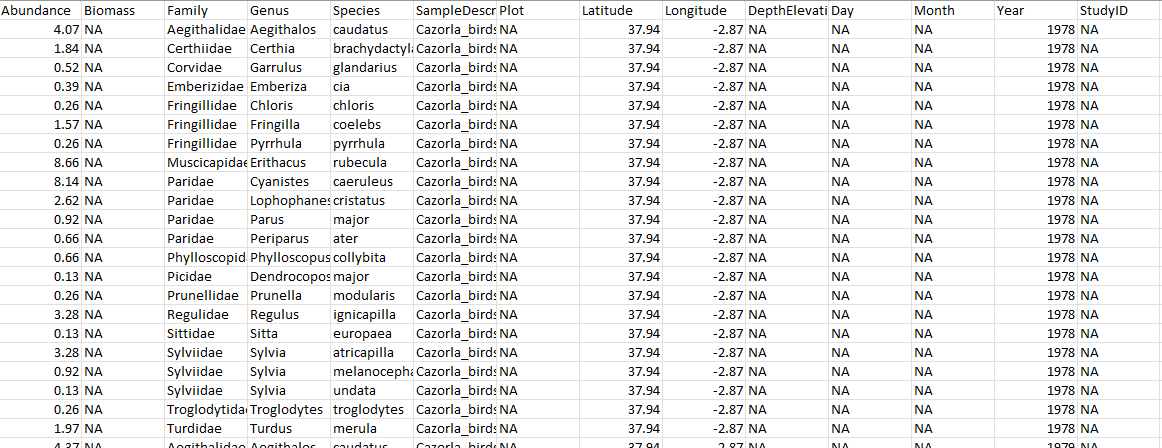 Abundance Biomass Family Genus Species SampleDescr Plot Latitude Longitude DepthElevati Day Month Year StudyID
4.07 NA Aegithalidae Aegithalos caudatus Cazorla_birds NA 37.94 -2.87 NA NA NA 1978 NA
1.84 NA Certhiidae Certhia brachydactyla Cazorla_birds NA 37.94 -2.87 NA NA NA 1978 NA
0.52 NA Corvidae Garrulus glandarius Cazorla_birds NA 37.94 -2.87 NA NA NA 1978 NA
0.39 NA Emberizidae Emberiza cia Cazorla_birds NA 37.94 -2.87 NA NA NA 1978 NA
0.26 NA Fringillidae Chloris chloris Cazorla_birds NA 37.94 -2.87 NA NA NA 1978 NA
1.57 NA Fringillidae Fringilla coelebs Cazorla_birds NA 37.94 -2.87 NA NA NA 1978 NA
0.26 NA Fringillidae Pyrrhula pyrrhula Cazorla_birds NA 37.94 -2.87 NA NA NA 1978 NA
8.66 NA Muscicapidae Erithacus rubecula Cazorla_birds NA 37.94 -2.87 NA NA NA 1978 NA
8.14 NA Paridae Cyanistes caeruleus Cazorla_birds NA 37.94 -2.87 NA NA NA 1978 NA
2.62 NA Paridae Lophophanes cristatus Cazorla_birds NA 37.94 -2.87 NA NA NA 1978 NA
0.92 NA Paridae Parus major Cazorla_birds NA 37.94 -2.87 NA NA NA 1978 NA
0.66 NA Paridae Periparus ater Cazorla_birds NA 37.94 -2.87 NA NA NA 1978 NA
0.66 NA Phylloscopid Phylloscopus collybita Cazorla_birds NA 37.94 -2.87 NA NA NA 1978 NA
0.13 NA Picidae Dendrocopos major Cazorla_birds NA 37.94 -2.87 NA NA NA 1978 NA
0.26 NA Prunellidae Prunella modularis Cazorla_birds NA 37.94 -2.87 NA NA NA 1978 NA
3.28 NA Regulidae Regulus ignicapilla Cazorla_birds NA 37.94 -2.87 NA NA NA 1978 NA
0.13 NA Sittidae Sitta europaea Cazorla_birds NA 37.94 -2.87 NA NA NA 1978 NA
3.28 NA Sylviidae Sylvia atricapilla Cazorla_birds NA 37.94 -2.87 NA NA NA 1978 NA
0.92 NA Sylviidae Sylvia melanocepha Cazorla_birds NA 37.94 -2.87 NA NA NA 1978 NA
0.13 NA Sylviidae Sylvia undata Cazorla_birds NA 37.94 -2.87 NA NA NA 1978 NA
0.26 NA Troglodytidae Troglodytes troglodytes Cazorla_birds NA 37.94 -2.87 NA NA NA 1978 NA
1.97 NA Turdidae Turdus merula Cazorla_birds NA 37.94 -2.87 NA NA NA 1978 NA
4.37 NA Aegithalidae Aegithalos caudatus Cazorla_birds NA 37.94 -2.87 NA NA NA 1978 NA